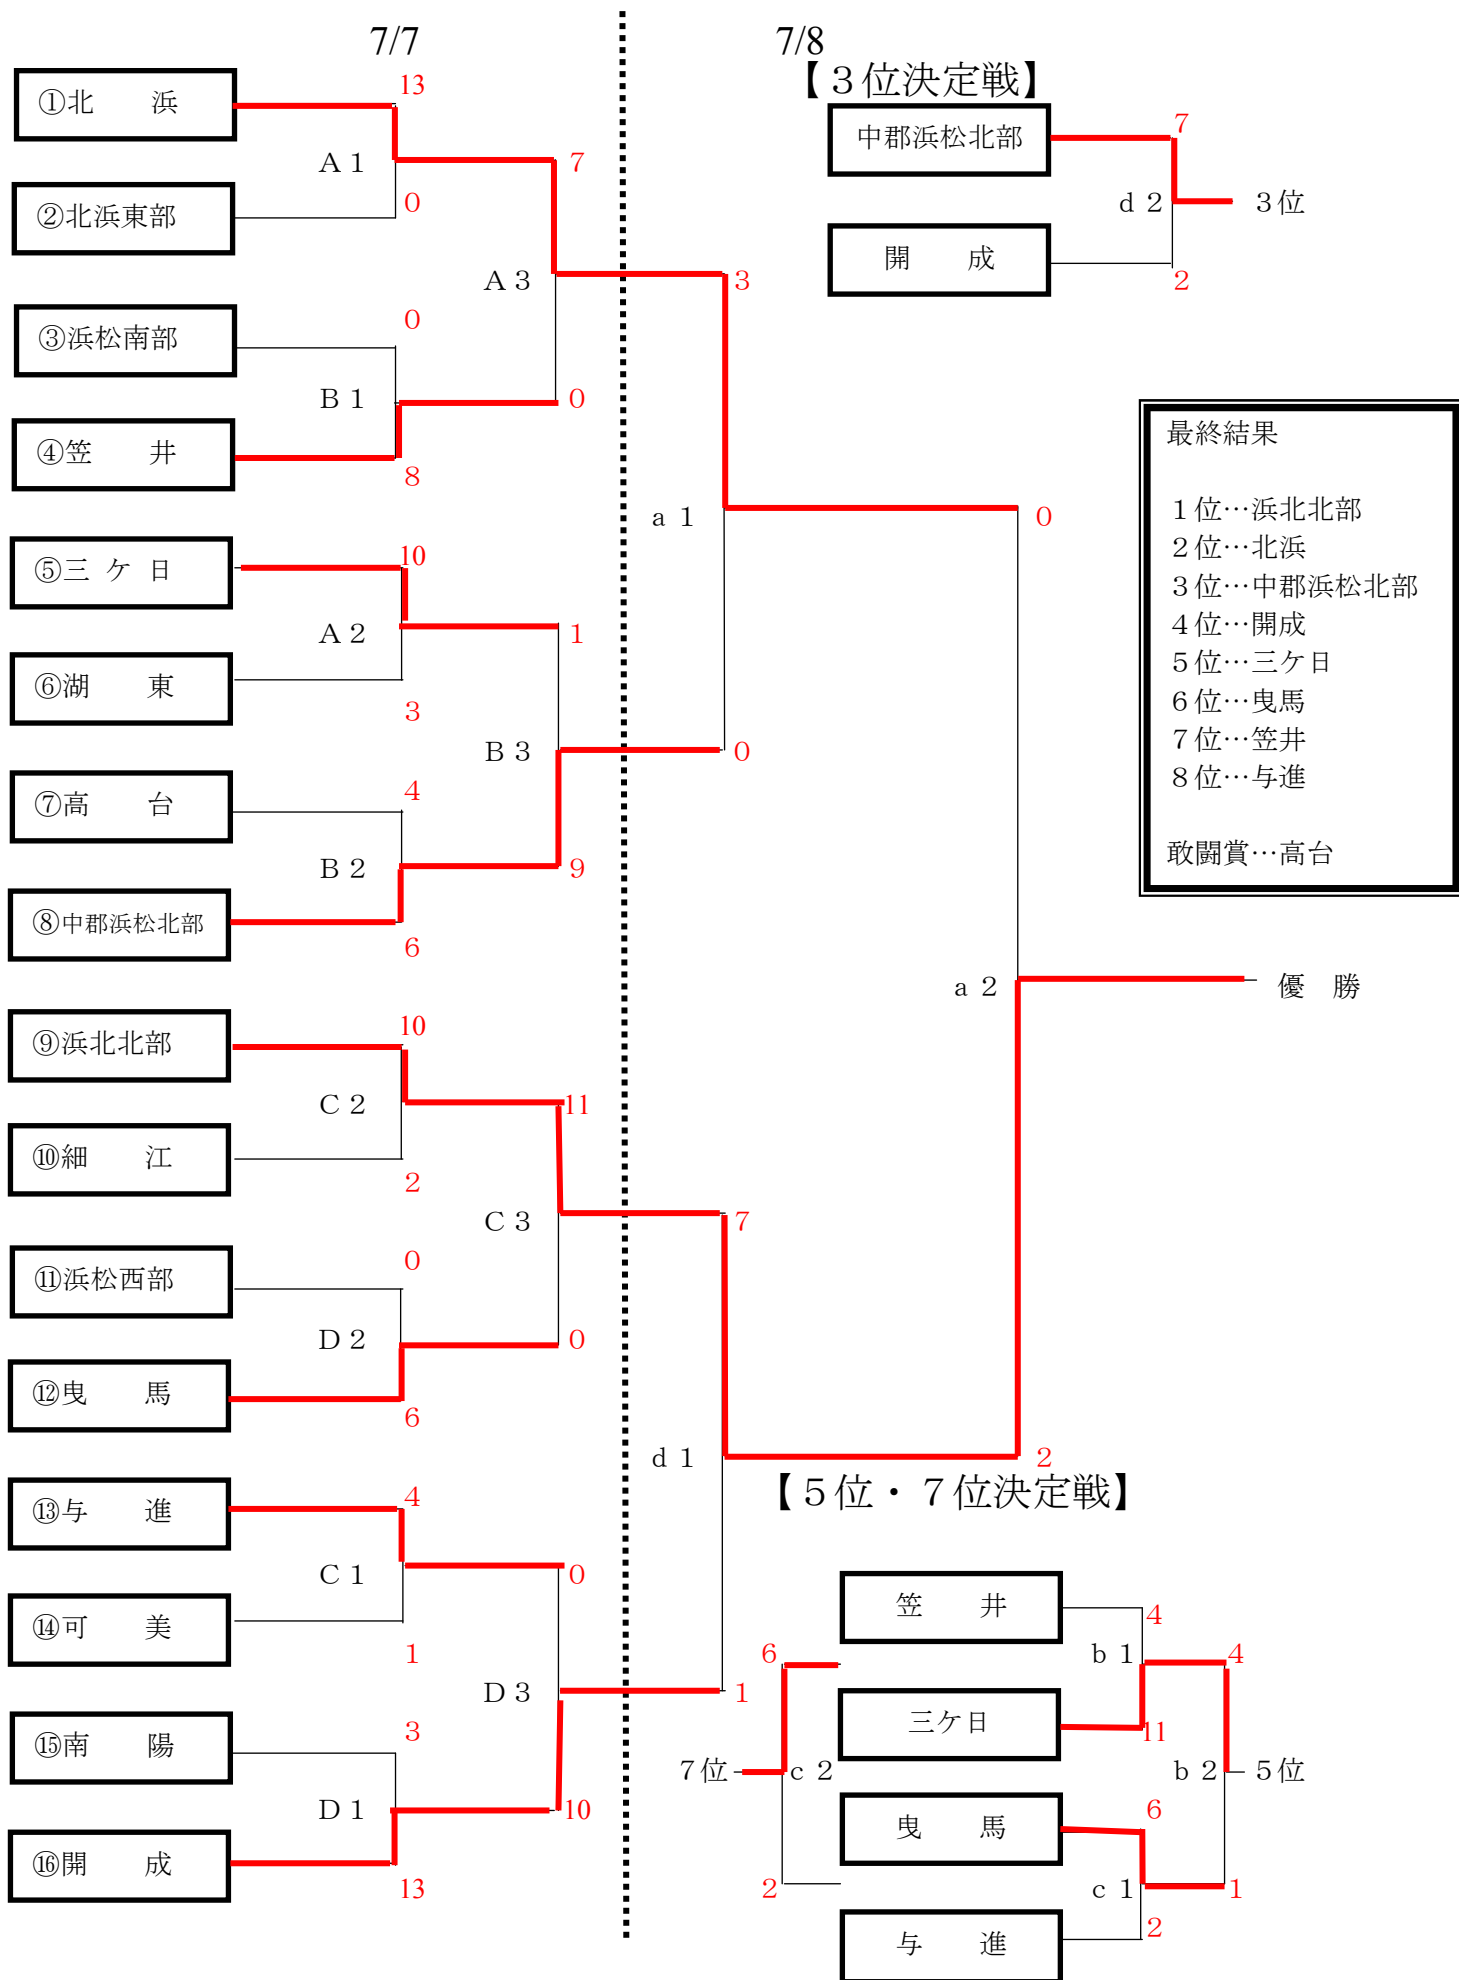 7/7
7/8
【３位決定戦】
①北　　浜
13
Ａ１
②北浜東部
0
7
③浜松南部
0
Ａ３
Ｂ１
④笠　　井
8
0
⑤三 ケ 日
10
Ａ２
⑥湖　　東
3
1
⑦高　　台
4
Ｂ３
Ｂ２
⑧中郡浜松北部
6
9
⑨浜北北部
10
Ｃ２
⑩細　　江
2
11
⑪浜松西部
0
Ｃ３
Ｄ２
⑫曳　　馬
6
0
⑬与　　進
4
Ｃ１
⑭可　　美
1
0
⑮南　　陽
3
Ｄ３
Ｄ１
⑯開　　成
13
10
3
ａ１
0
7
ｄ１
1
0
ａ２
2
優　勝
中郡浜松北部
7
ｄ２
３位
開　　成
2
最終結果
１位…浜北北部
２位…北浜
３位…中郡浜松北部
４位…開成
５位…三ケ日
６位…曳馬
７位…笠井
８位…与進
敢闘賞…高台
【５位・７位決定戦】
笠　　井
4
ｂ１
三ケ日
11
曳　　馬
6
ｃ１
与　　進
2
4
ｂ２
５位
1
6
７位
ｃ２
2